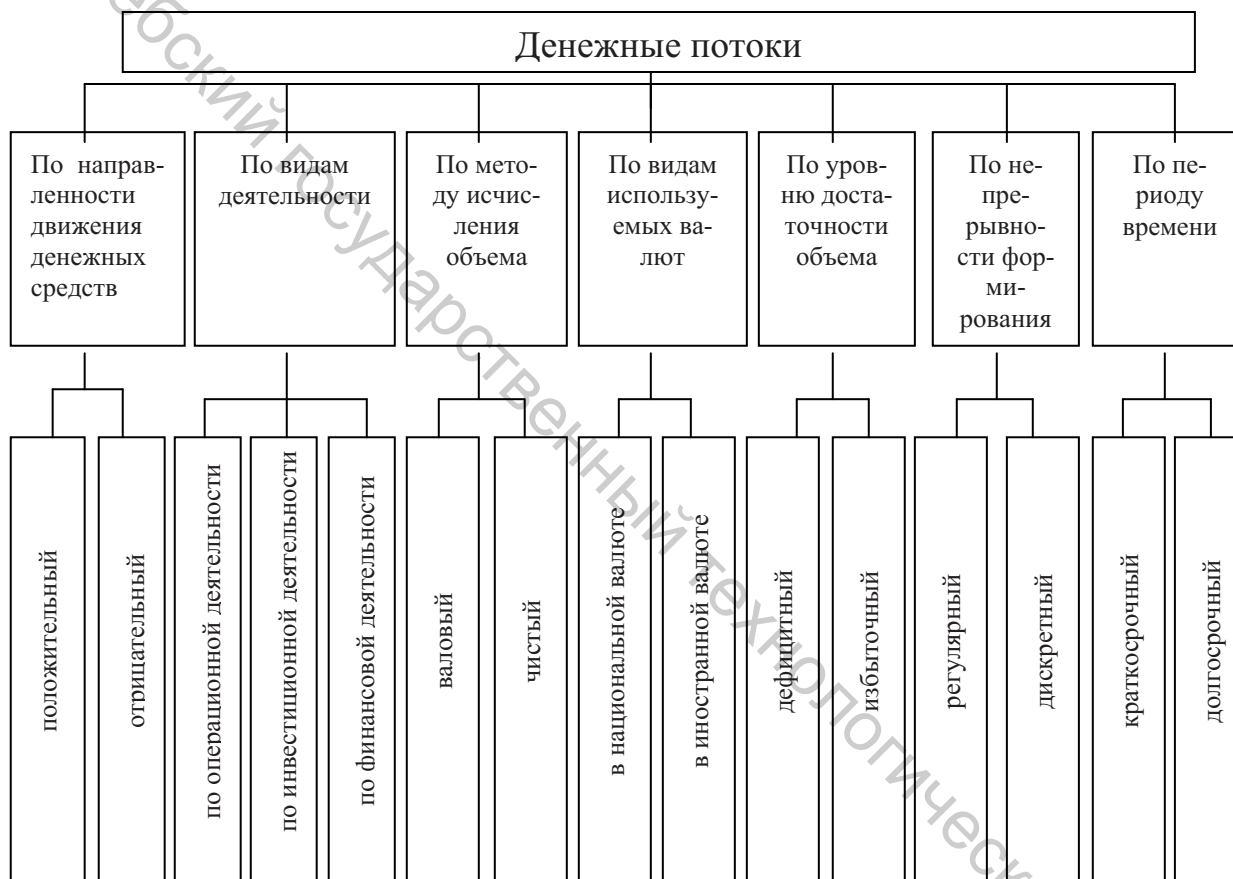 Денежные потоки
По направ-
ленности
движения
денежных
средств
По видам
деятельности
По мето-
ду исчис-
ления
объема
По видам
использу-
емых ва-
лют
По уров-
ню доста-
точности
объема
По не-
пре-
рывно-
сти фор-
ми-
рования
По пе-
риоду
времени
положительный
отрицательный
по операционной деятельности
по инвестиционной деятельности
по финансовой деятельности
валовый
чистый
в национальной валюте
в иностранной валюте
дефицитный
избыточный
регулярный
дискретный
краткосрочный
долгосрочный
государственный технологическ